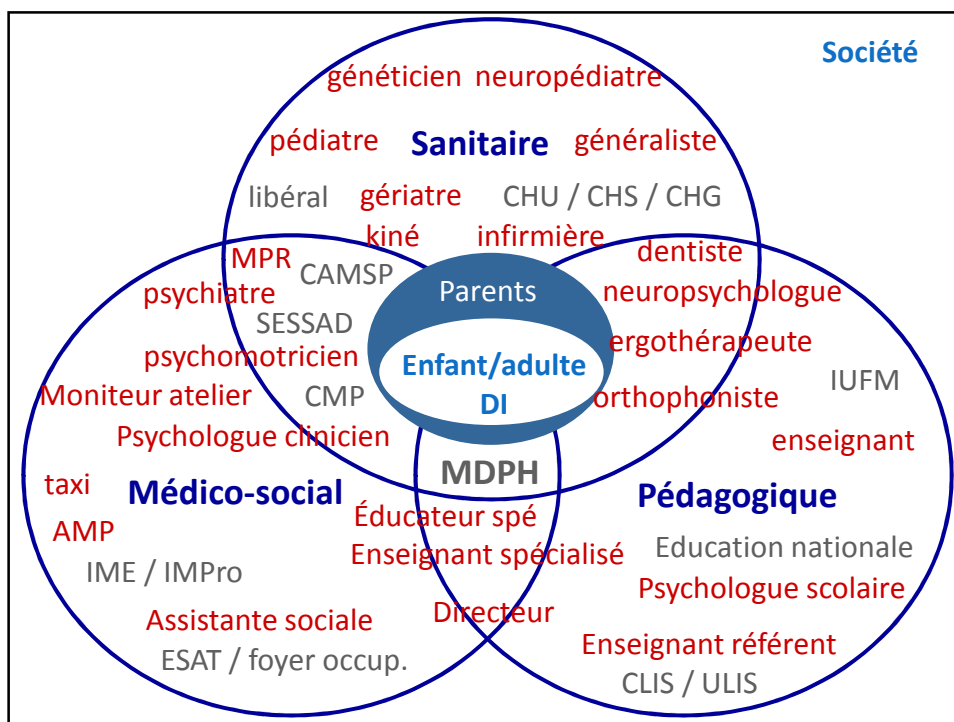 Société
généticien neuropédiatre
pédiatre Sanitaire généraliste
libéral gériatre CHU / CHS / CHG
kiné infirmière
MPR CAMSP dentiste
psychiatre Parents neuropsychologue
SESSAD
psychomotricien ergothérapeute
Enfant/adulte
DI
Moniteur atelier CMP orthophoniste IUFM
Psychologue clinicien enseignant
taxi Médico-social MDPH Pédagogique
AMP Éducateur spé
IME / IMPro Enseignant spécialisé Education nationale
Psychologue scolaire
Assistante sociale Directeur
ESAT / foyer occup. Enseignant référent
CLIS / ULIS